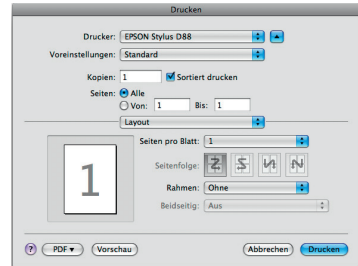 Drucken
Drucker: EPSON Stylus D88
Voreinstellungen: Standard
Kopien: 1 Sortiert drucken
Seiten: Alle
Von: 1 Bis: 1
Layout
Seiten pro Blatt: 1
Seitenfolge:
Rahmen: Ohne
Beidseitig: Aus
1
? PDF Vorschau Abbrechen Drucken